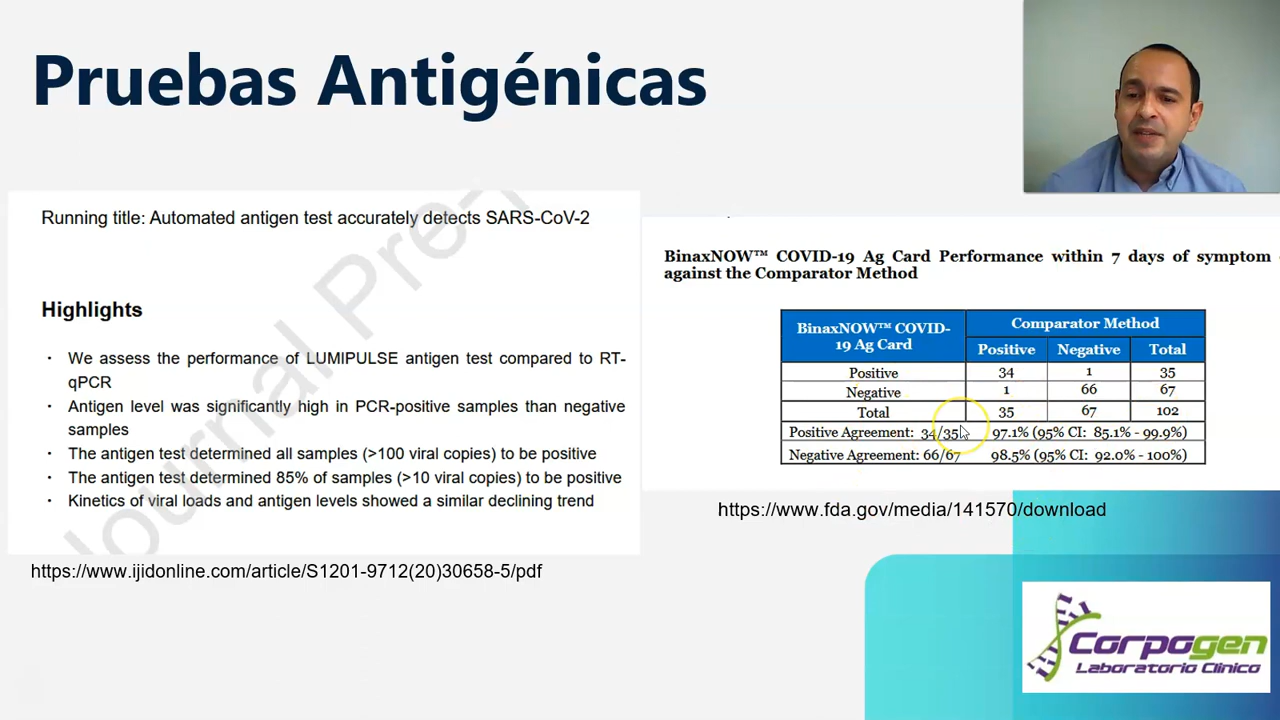 Pruebas Antigénicas
Running title: Automated antigen test accurately detects SARS-CoV-2
Highlights
· We assess the performance of LUMIPULSE antigen test compared to RT-
qPCR
· Antigen level was significantly high in PCR-positive samples than negative
samples
· The antigen test determined all samples (>100 viral copies) to be positive
· The antigen test determined 85% of samples (>10 viral copies) to be positive
· Kinetics of viral loads and antigen levels showed a similar declining trend
Journal Pre-
https://www.ijidonline.com/article/S1201-9712(20)30658-5/pdf
BinaxNOW™ COVID-19 Ag Card Performance within 7 days of symptom
against the Comparator Method
BinaxNOW™ COVID-
19 Ag Card
Comparator Method
Positive Negative Total
Positive 34 1 35
Negative 1 66 67
Total 35 67 102
Positive Agreement: 34/35 97.1% (95% CI: 85.1% - 99.9%)
Negative Agreement: 66/67 98.5% (95% CI: 92.0% - 100%)
https://www.fda.gov/media/141570/download
Corpogen
Laboratorio Clínico